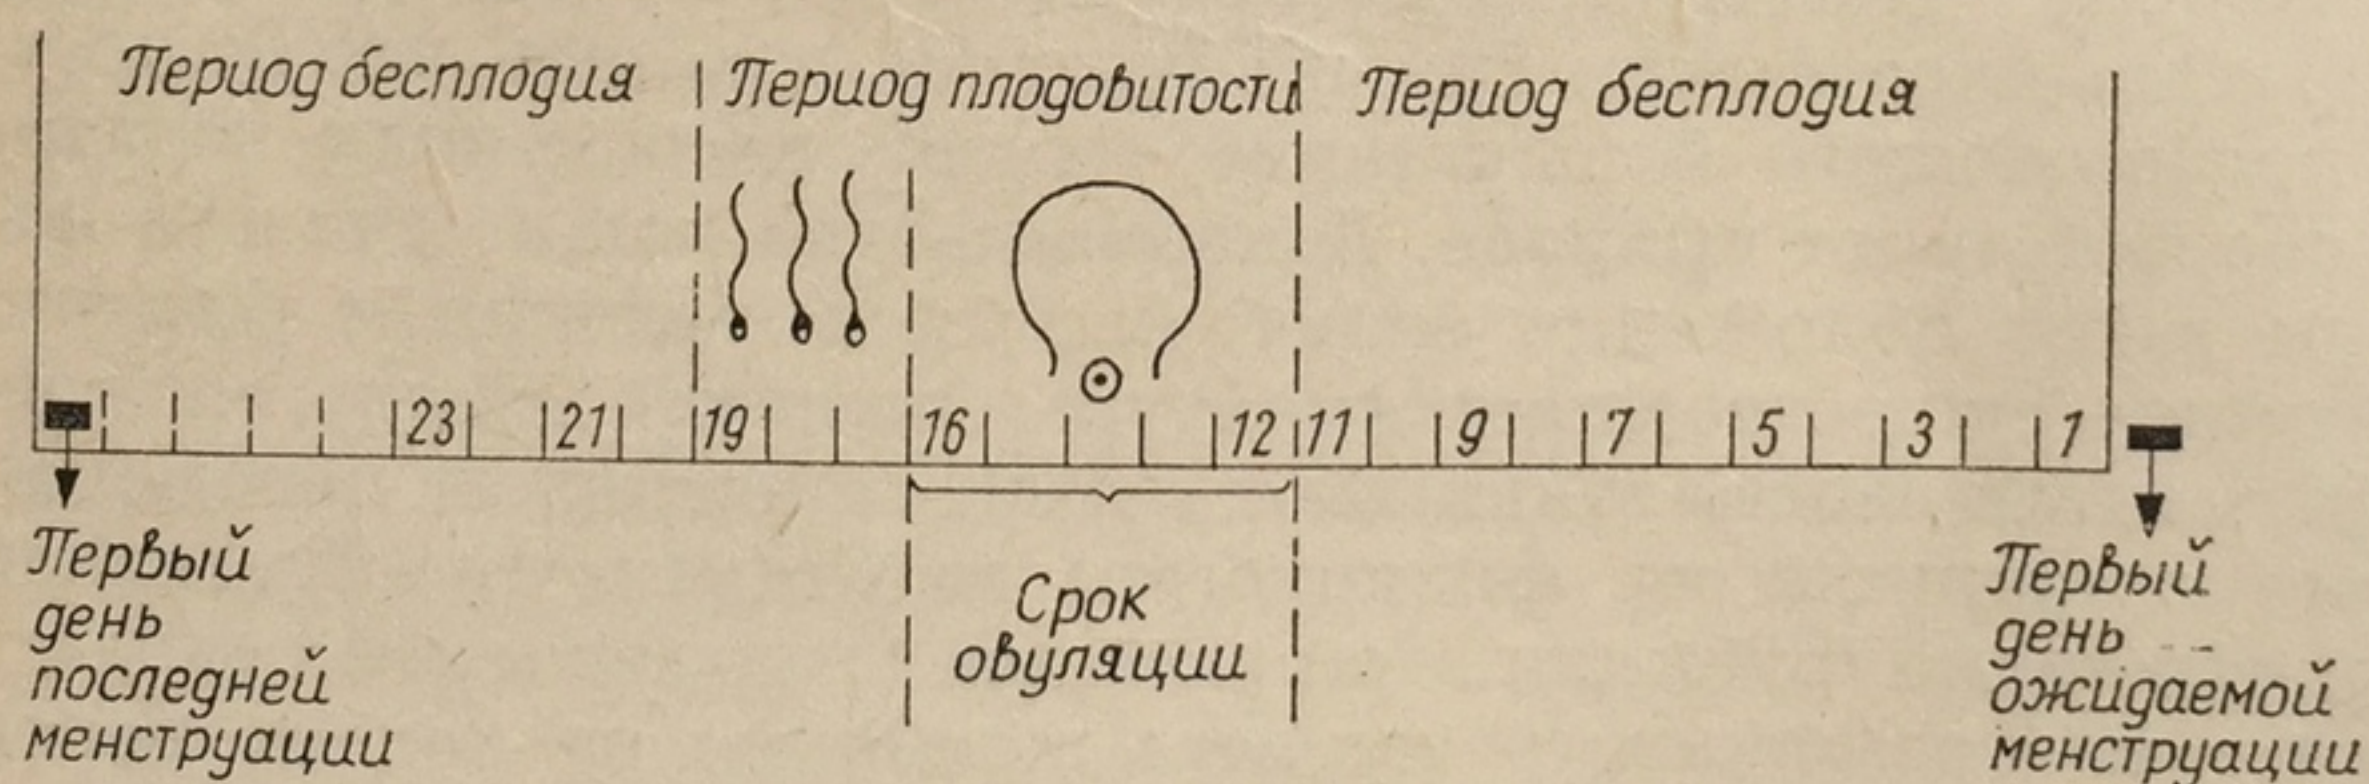 Период бесплодия Период плодовитости Период бесплодия
23 21 19 16 12 11 9 7 5 3 1
Первый
день
последней
менструации
Срок
овуляции
Первый
день
ожидаемой
менструации